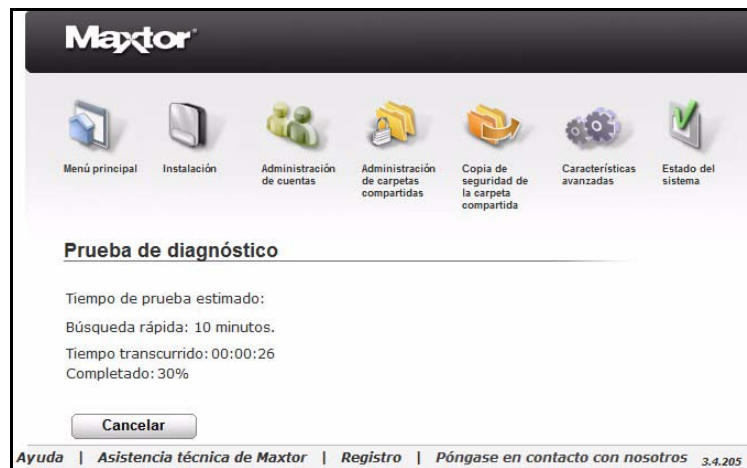 Maxtor
Menú principal
Instalación
Administración
de cuentas
Administración
de carpetas
compartidas
Copia de
seguridad de
la carpeta
compartida
Características
avanzadas
Estado del
sistema
Prueba de diagnóstico
Tiempo de prueba estimado:
Búsqueda rápida: 10 minutos.
Tiempo transcurrido: 00:00:26
Completado: 30%
Cancelar
Ayuda | Asistencia técnica de Maxtor | Registro | Póngase en contacto con nosotros 3.4.205